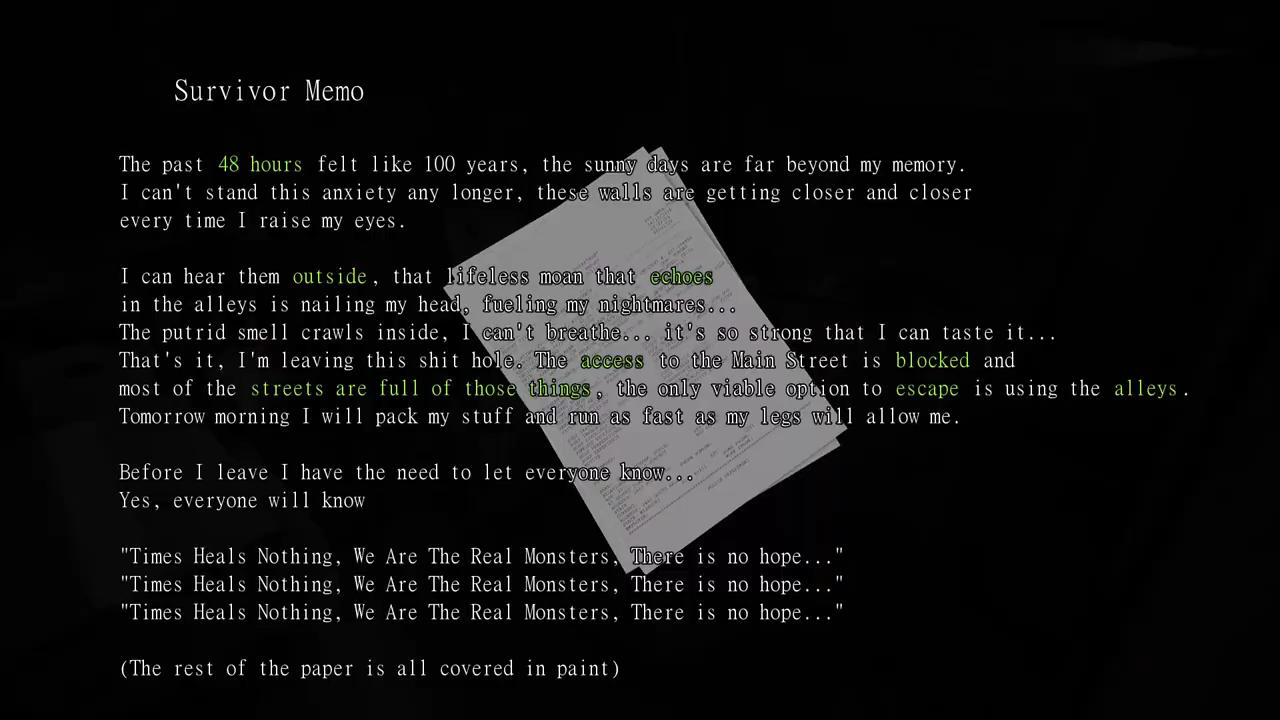 Survivor Memo
The past 48 hours felt like 100 years, the sunny days are far beyond my memory.
I can't stand this anxiety any longer, these walls are getting closer and closer
every time I raise my eyes.
I can hear them outside, that lifeless moan that echoes
in the alleys is nailing my head, fueling my nightmares...
The putrid smell crawls inside, I can't breathe... it's so strong that I can taste it...
That's it, I'm leaving this shit hole. The access to the Main Street is blocked and
most of the streets are full of those things, the only viable option to escape is using the alleys.
Tomorrow morning I will pack my stuff and run as fast as my legs will allow me.
Before I leave I have the need to let everyone know...
Yes, everyone will know
"Times Heals Nothing, We Are The Real Monsters, There is no hope..."
"Times Heals Nothing, We Are The Real Monsters, There is no hope..."
"Times Heals Nothing, We Are The Real Monsters, There is no hope..."
(The rest of the paper is all covered in paint)